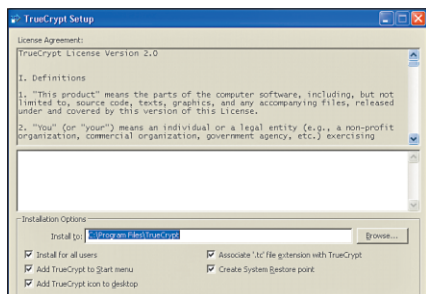 TrueCrypt Setup
License Agreement:
TrueCrypt License Version 2.0
I. Definitions
1. "This product" means the parts of the computer software, including, but not
limited to, source code, texts, graphics, and any accompanying files, released
under and covered by this version of this License.
2. "You" (or "your") means an individual or a legal entity (e.g., a non-profit
organization, commercial organization, government agency, etc.) exercising
Installation Options
Install to: C:\Program Files\TrueCrypt Browse...
Install for all users Associate '.tc' file extension with TrueCrypt
Add TrueCrypt to Start menu Create System Restore point
Add TrueCrypt icon to desktop